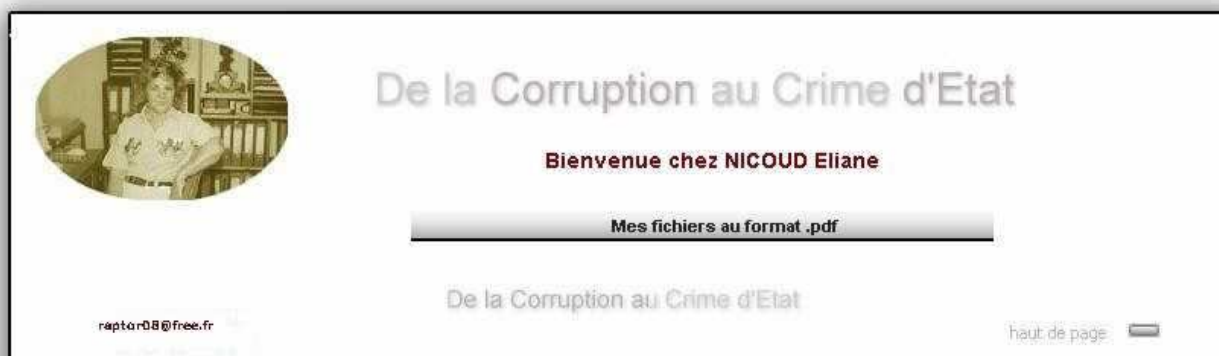 De la Corruption au Crime d'Etat
Bienvenue chez NICOUD Eliane
Mes fichiers au format .pdf
De la Corruption au Crime d'Etat
raptor08@free.fr
haut de page